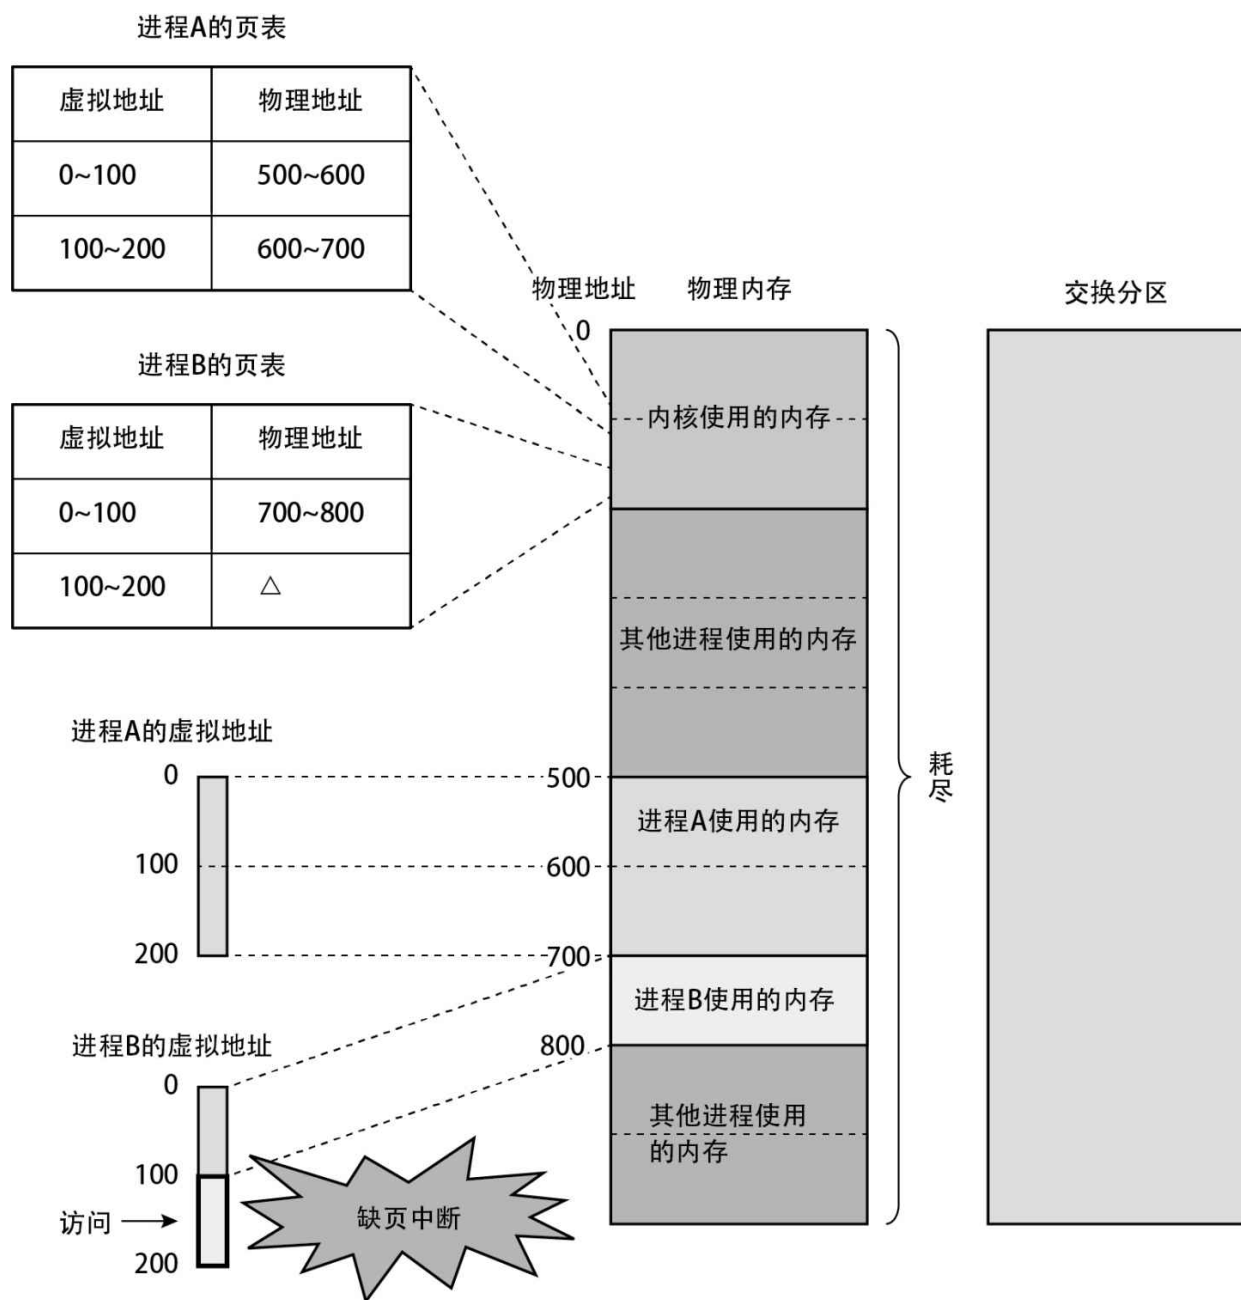 进程A的页表
虚拟地址 物理地址
0~100 500~600
100~200 600~700
进程B的页表
虚拟地址 物理地址
0~100 700~800
100~200 △
物理地址 物理内存 交换分区
0
内核使用的内存
其他进程使用的内存
耗尽
进程A的虚拟地址
0
100
200
500
进程A使用的内存
600
700
进程B使用的内存
800
其他进程使用
的内存
进程B的虚拟地址
0
100
访问
200
缺页中断